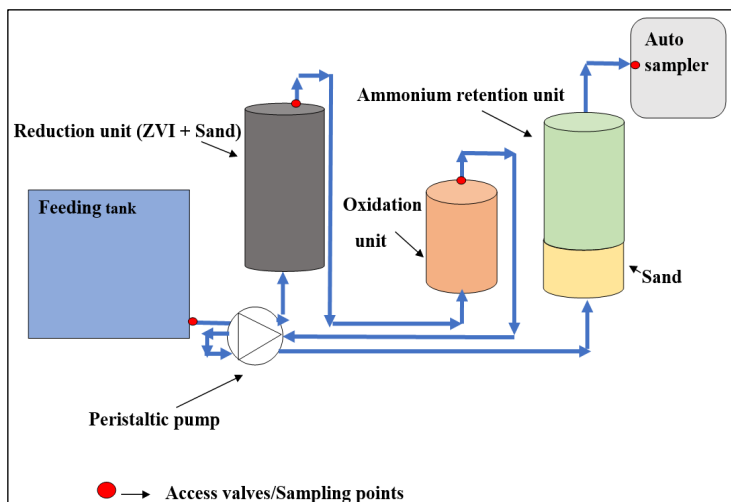 Auto
sampler
Ammonium retention unit
Reduction unit (ZVI + Sand)
Feeding tank
Oxidation
unit
Sand
Peristaltic pump
Access valves/Sampling points